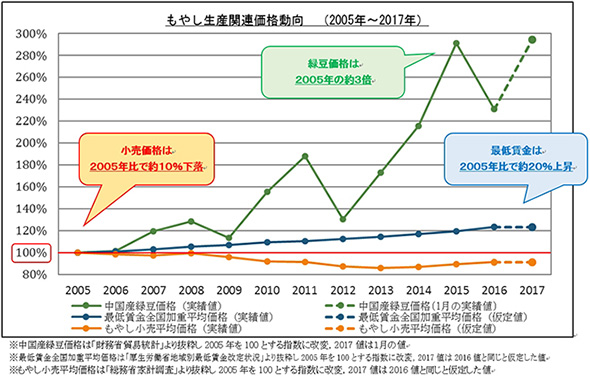 もやし生産関連価格動向 （2005年～2017年）
300%
280%
260%
240%
220%
200%
180%
160%
140%
120%
100%
80%
緑豆価格は
2005年の約3倍
小売価格は
2005年比で約10%下落
最低賃金は
2005年比で約20%上昇
2005 2006 2007 2008 2009 2010 2011 2012 2013 2014 2015 2016 2017
中国産緑豆価格（実績値） 中国産緑豆価格（1月の実績値）
最低賃金全国加重平均価格（実績値） 最低賃金全国加重平均価格（仮定値）
もやし小売平均価格（実績値） もやし小売平均価格（仮定値）
※中国産緑豆価格は「財務省貿易統計」より抜粋し2005年を100とする指数に改変，2017値は1月の値
※最低賃金全国加重平均価格は「厚生労働省地域別最低賃金改定状況」より抜粋し2005年を100とする指数に改変，2017値は2016値と同じと仮定した値
※もやし小売平均価格は「総務省家計調査」より抜粋し2005年を100とする指数に改変，2017値は2016値と同じと仮定した値